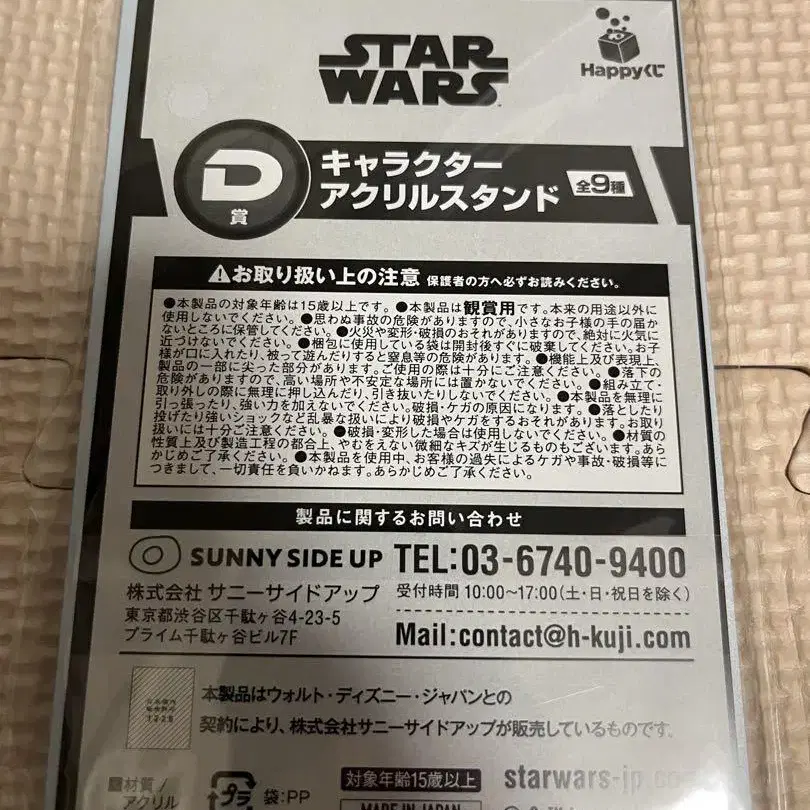 STAR
WARS
Happyくじ
D
賞
キャラクター
アクリルスタンド
全9種
お取り扱い上の注意 保護者の方へ必ずお読みください。
●本製品の対象年齢は15歳以上です。●本製品は観賞用です。本来の用途以外に
使用しないでください。●思わぬ事故の危険がありますので、小さなお子様の手の届か
ないところに保管してください。●火災や変形・破損のおそれがありますので、絶対に火気に
近づけないでください。●梱包に使用している袋は開封後すぐに破棄してください。お子
様が口に入れたり、被って遊んだりすると窒息等の危険があります。●機能上及び表現上、
製品の一部に尖った部分があります。ご使用の際は十分にご注意ください。●落下の
危険がありますので、高い場所や不安定な場所には置かないでください。●組み立て・
取り外しの際に無理に押し込んだり、引き抜いたりしないでください。●本製品を無理に
引っ張ったり、強い力を加えないでください。破損・ケガの原因になります。●落としたり
投げたり強いショックなど乱暴な扱いにより破損やケガをするおそれがあります。お取り
扱いには十分ご注意ください。●破損・変形した場合は使用しないでください。●材質の
性質上及び製造工程の都合上、やむをえない微細なキズが生じるものもございます。あら
かじめご了承ください。●本製品を使用中、お客様の過失によるケガや事故・破損等に
つきまして、一切責任を負いかねます。あらかじめご了承ください。
製品に関するお問い合わせ
SUNNY SIDE UP TEL:03-6740-9400
株式会社 サニーサイドアップ 受付時間 10:00〜17:00(土・日・祝日を除く)
東京都渋谷区千駄ヶ谷4-23-5
プライム千駄ヶ谷ビル7F
Mail:contact@h-kuji.com
本製品はウォルト・ディズニー・ジャパンとの
契約により、株式会社サニーサイドアップが販売しているものです。
材質/
アクリル
プラ
袋:PP
対象年齢15歳以上
MADE IN JAPAN
starwars-jp.co